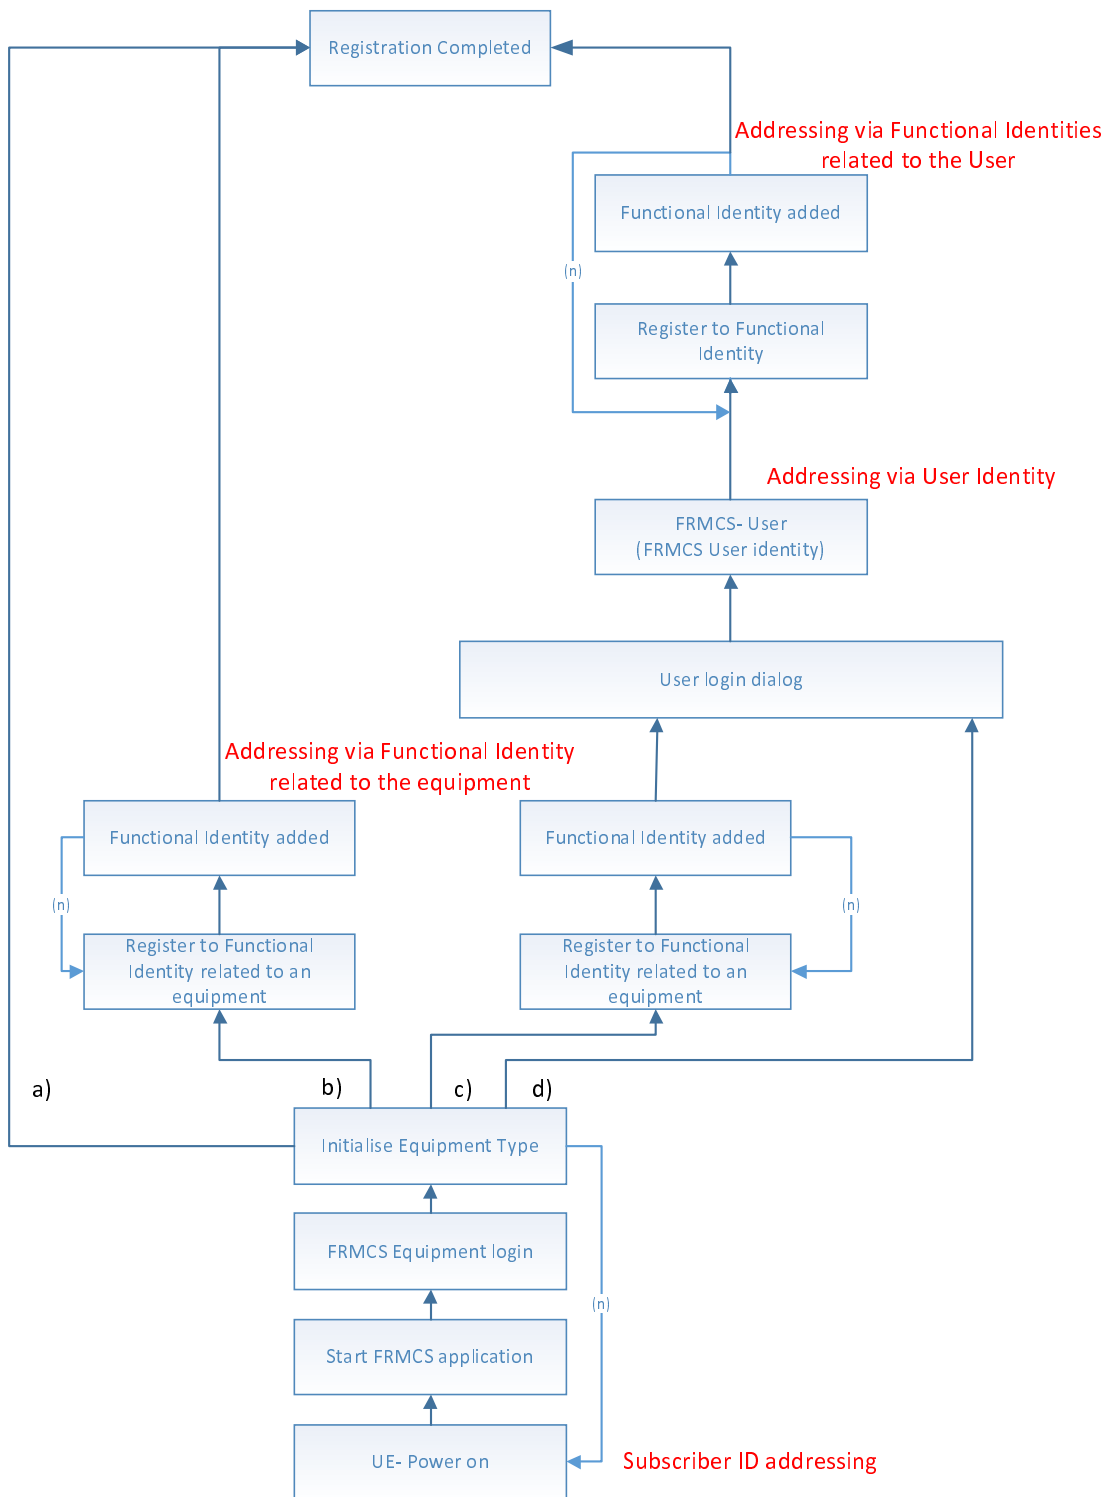 Registration Completed
Addressing via Functional Identities
related to the User
Functional Identity added
(n)
Register to Functional
Identity
Addressing via User Identity
FRMCS- User
(FRMCS User identity)
User login dialog
Addressing via Functional Identity
related to the equipment
Functional Identity added
Functional Identity added
(n)
(n)
Register to Functional
Identity related to an
equipment
Register to Functional
Identity related to an
equipment
a)
b)
c)
d)
Initialise Equipment Type
FRMCS Equipment login
(n)
Start FRMCS application
UE- Power on
Subscriber ID addressing